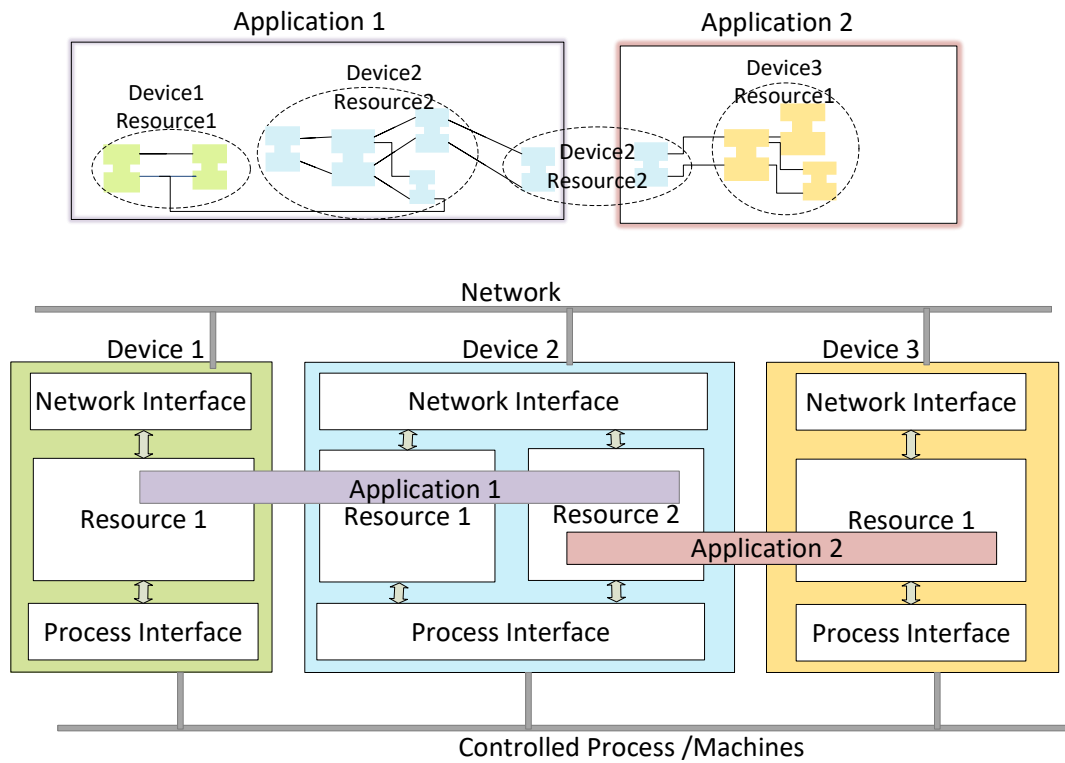 Application 1
Application 2
Device1
Resource1
Device2
Resource2
Device2
Resource2
Device3
Resource1
Network
Device 1
Device 2
Device 3
Network Interface
Network Interface
Network Interface
Application 1
Resource 1
Resource 1
Resource 2
Resource 1
Application 2
Process Interface
Process Interface
Process Interface
Controlled Process /Machines